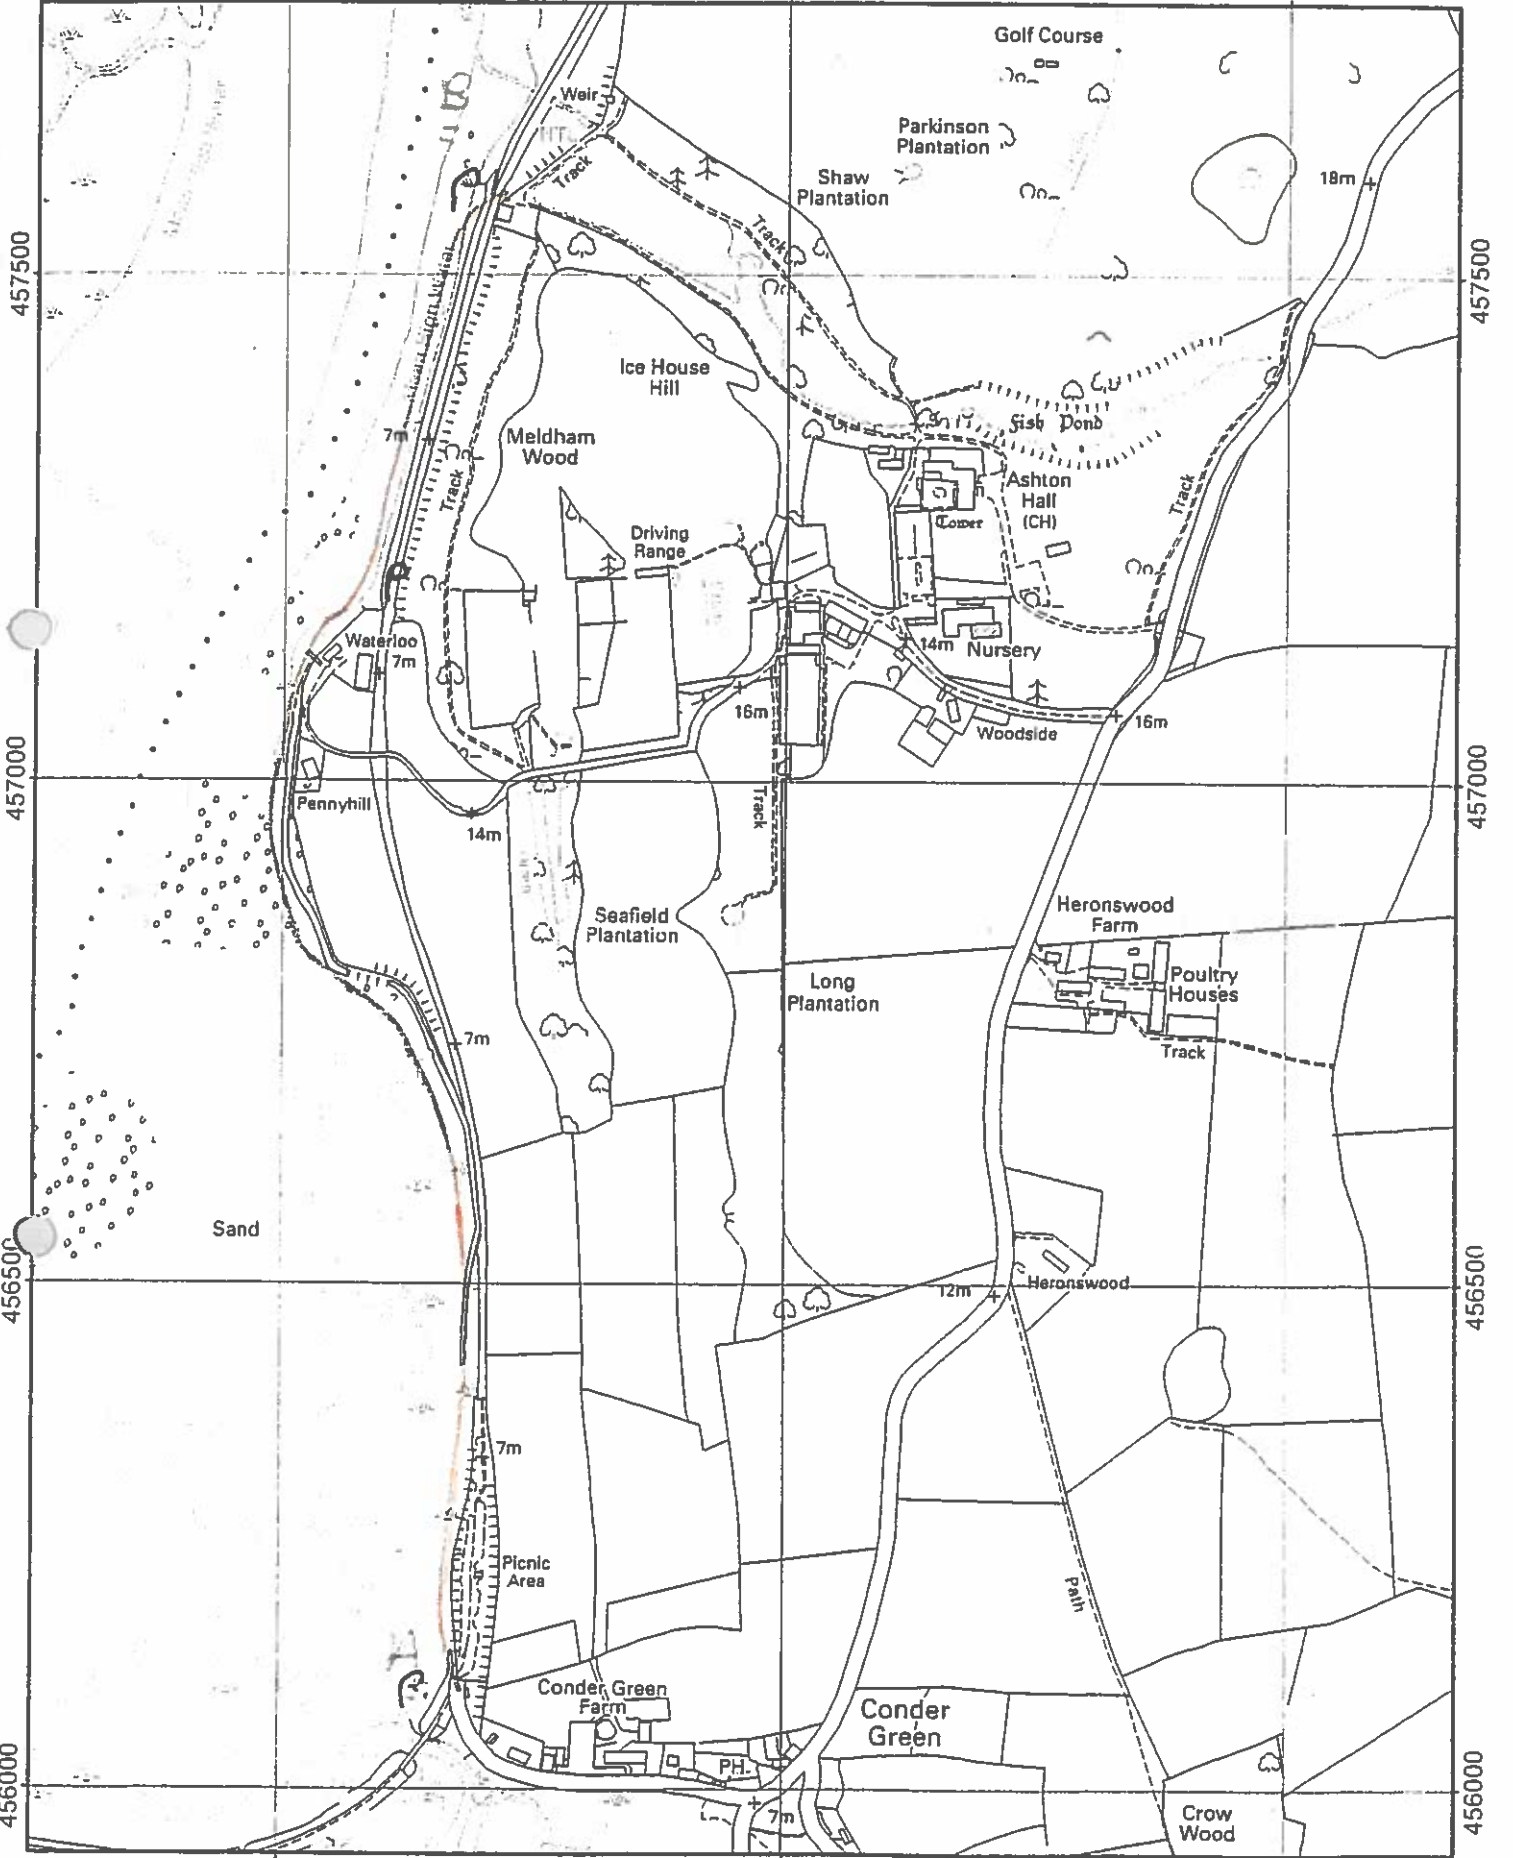 Golf Course
Weir
Parkinson
Plantation
Track
Shaw
Plantation
18m
Track
457500
457500
Ice House
Hill
Fish Pond
7m
Meldham
Wood
Track
Ashton
Hall
(CH)
Track
Tower
Driving
Range
Waterloo
7m
14m
Nursery
16m
16m
Woodside
457000
457000
Pennyhill
Track
14m
Heronswood
Farm
Seafield
Plantation
Long
Plantation
Poultry
Houses
7m
Track
Sand
456500
456500
Heronswood
12m
7m
Picnic
Area
Path
Conder Green
Farm
Conder
Green
PH
456000
456000
7m
Crow
Wood